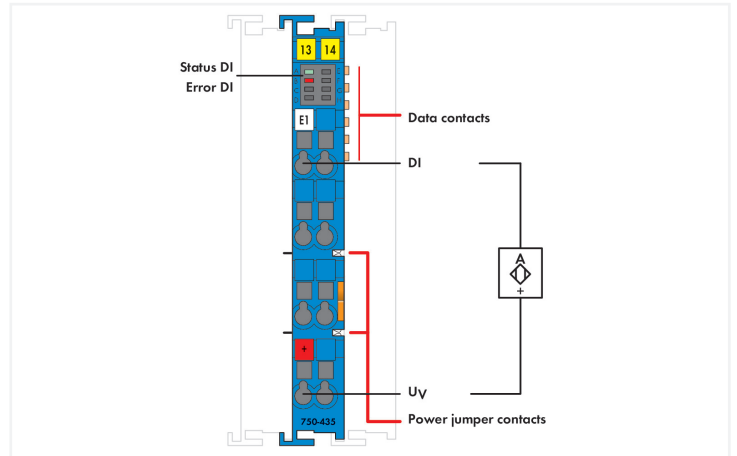 13 14
Status DI
Error DI
E1
Data contacts
DI
A
+
+
Uv
Power jumper contacts
750-435